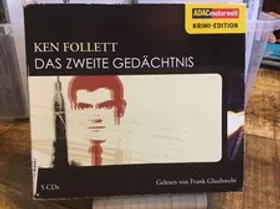 ADAC motorwelt
KRIMI-EDITION
KEN FOLLETT
DAS ZWEITE GEDÄCHTNIS
5 CDs
Gelesen von Frank Glaubrecht